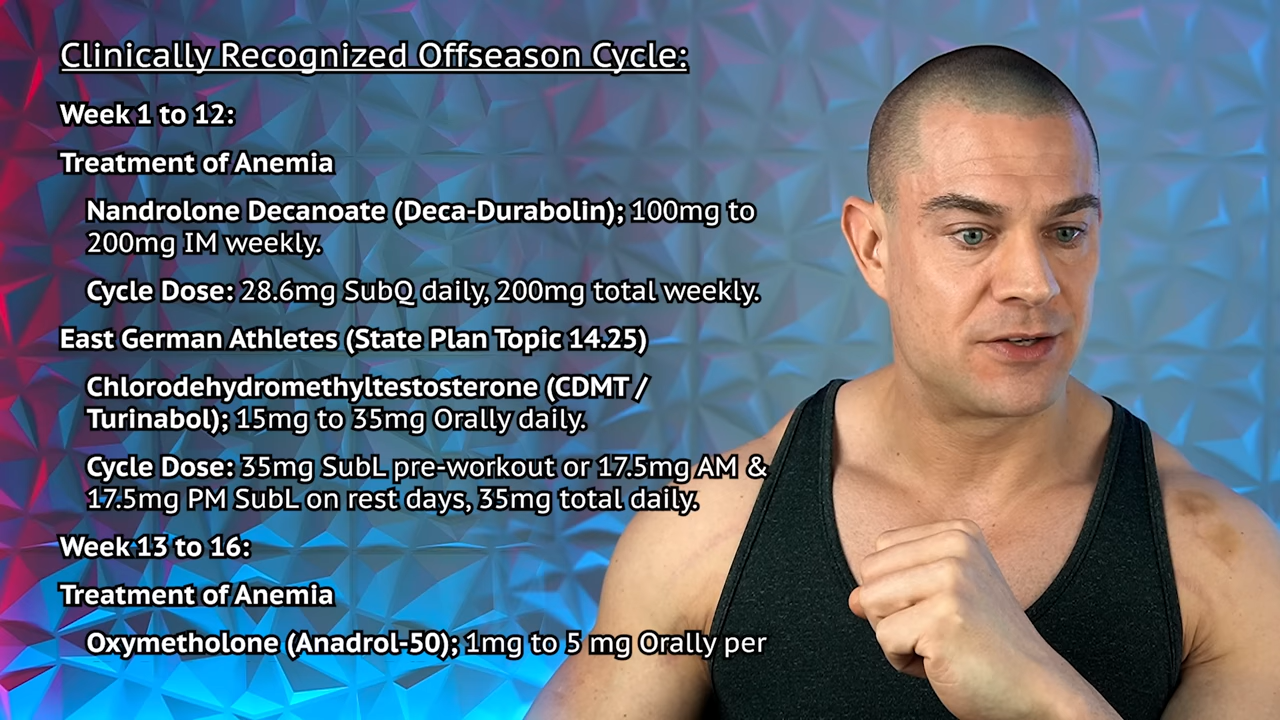 Clinically Recognized Offseason Cycle:
Week 1 to 12:
Treatment of Anemia
Nandrolone Decanoate (Deca-Durabolin); 100mg to
200mg IM weekly.
Cycle Dose: 28.6mg SubQ daily, 200mg total weekly.
East German Athletes (State Plan Topic 14.25)
Chlorodehydromethyltestosterone (CDMT /
Turinabol); 15mg to 35mg Orally daily.
Cycle Dose: 35mg SubL pre-workout or 17.5mg AM &
17.5mg PM SubL on rest days, 35mg total daily.
Week 13 to 16:
Treatment of Anemia
Oxymetholone (Anadrol-50); 1mg to 5 mg Orally per